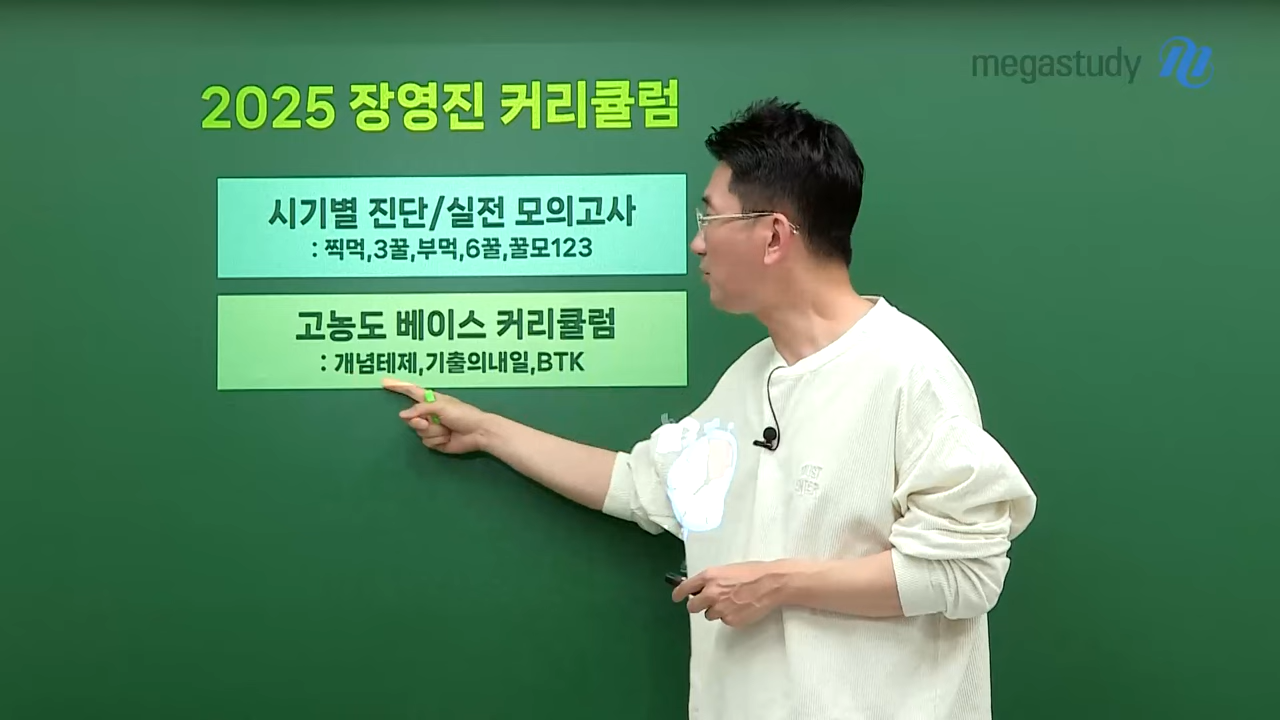 megastudy
2025 장영진 커리큘럼
시기별 진단/실전 모의고사
: 찍먹,3꿀,부먹,6꿀,꿀모123
고농도 베이스 커리큘럼
: 개념테제,기출의내일,BTK